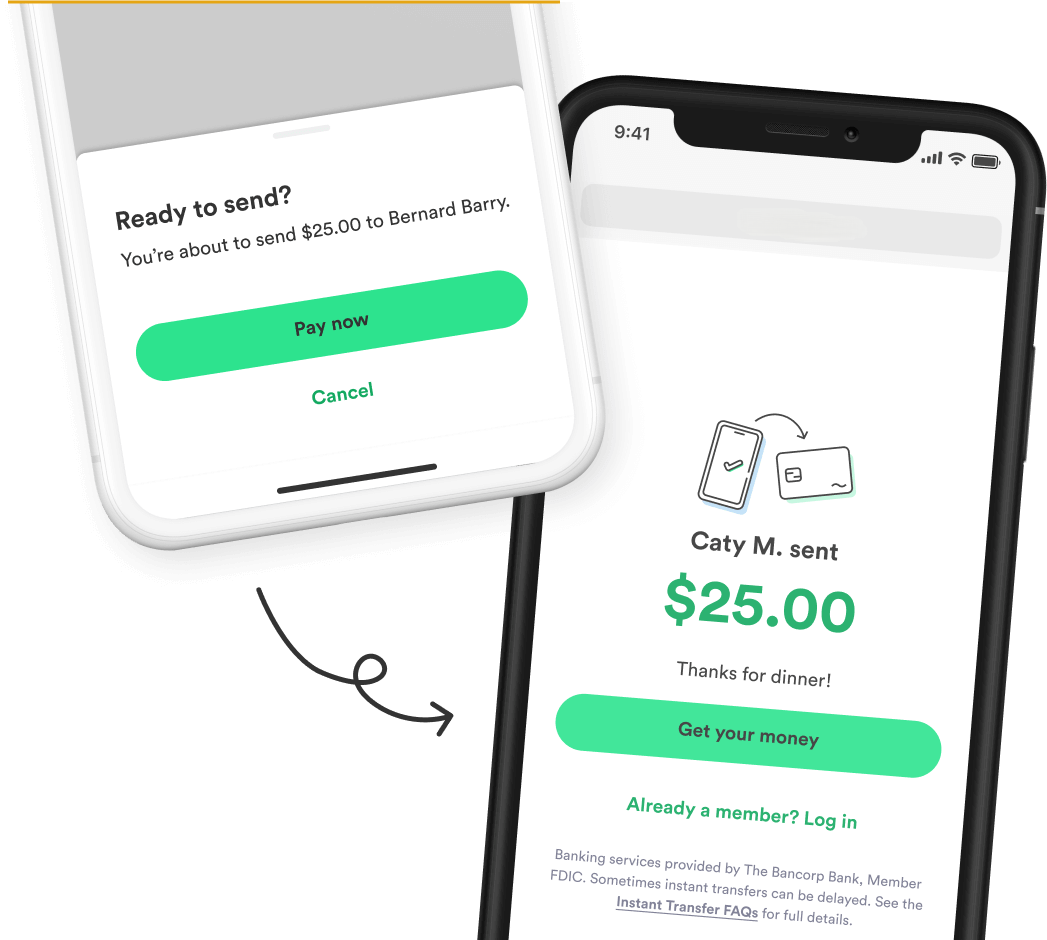 Ready to send?
You’re about to send $25.00 to Bernard Barry.
Pay now
Cancel
9:41
Caty M. sent
$25.00
Thanks for dinner!
Get your money
Already a member? Log in
Banking services provided by The Bancorp Bank, Member
FDIC. Sometimes instant transfers can be delayed. See the
Instant Transfer FAQs for full details.